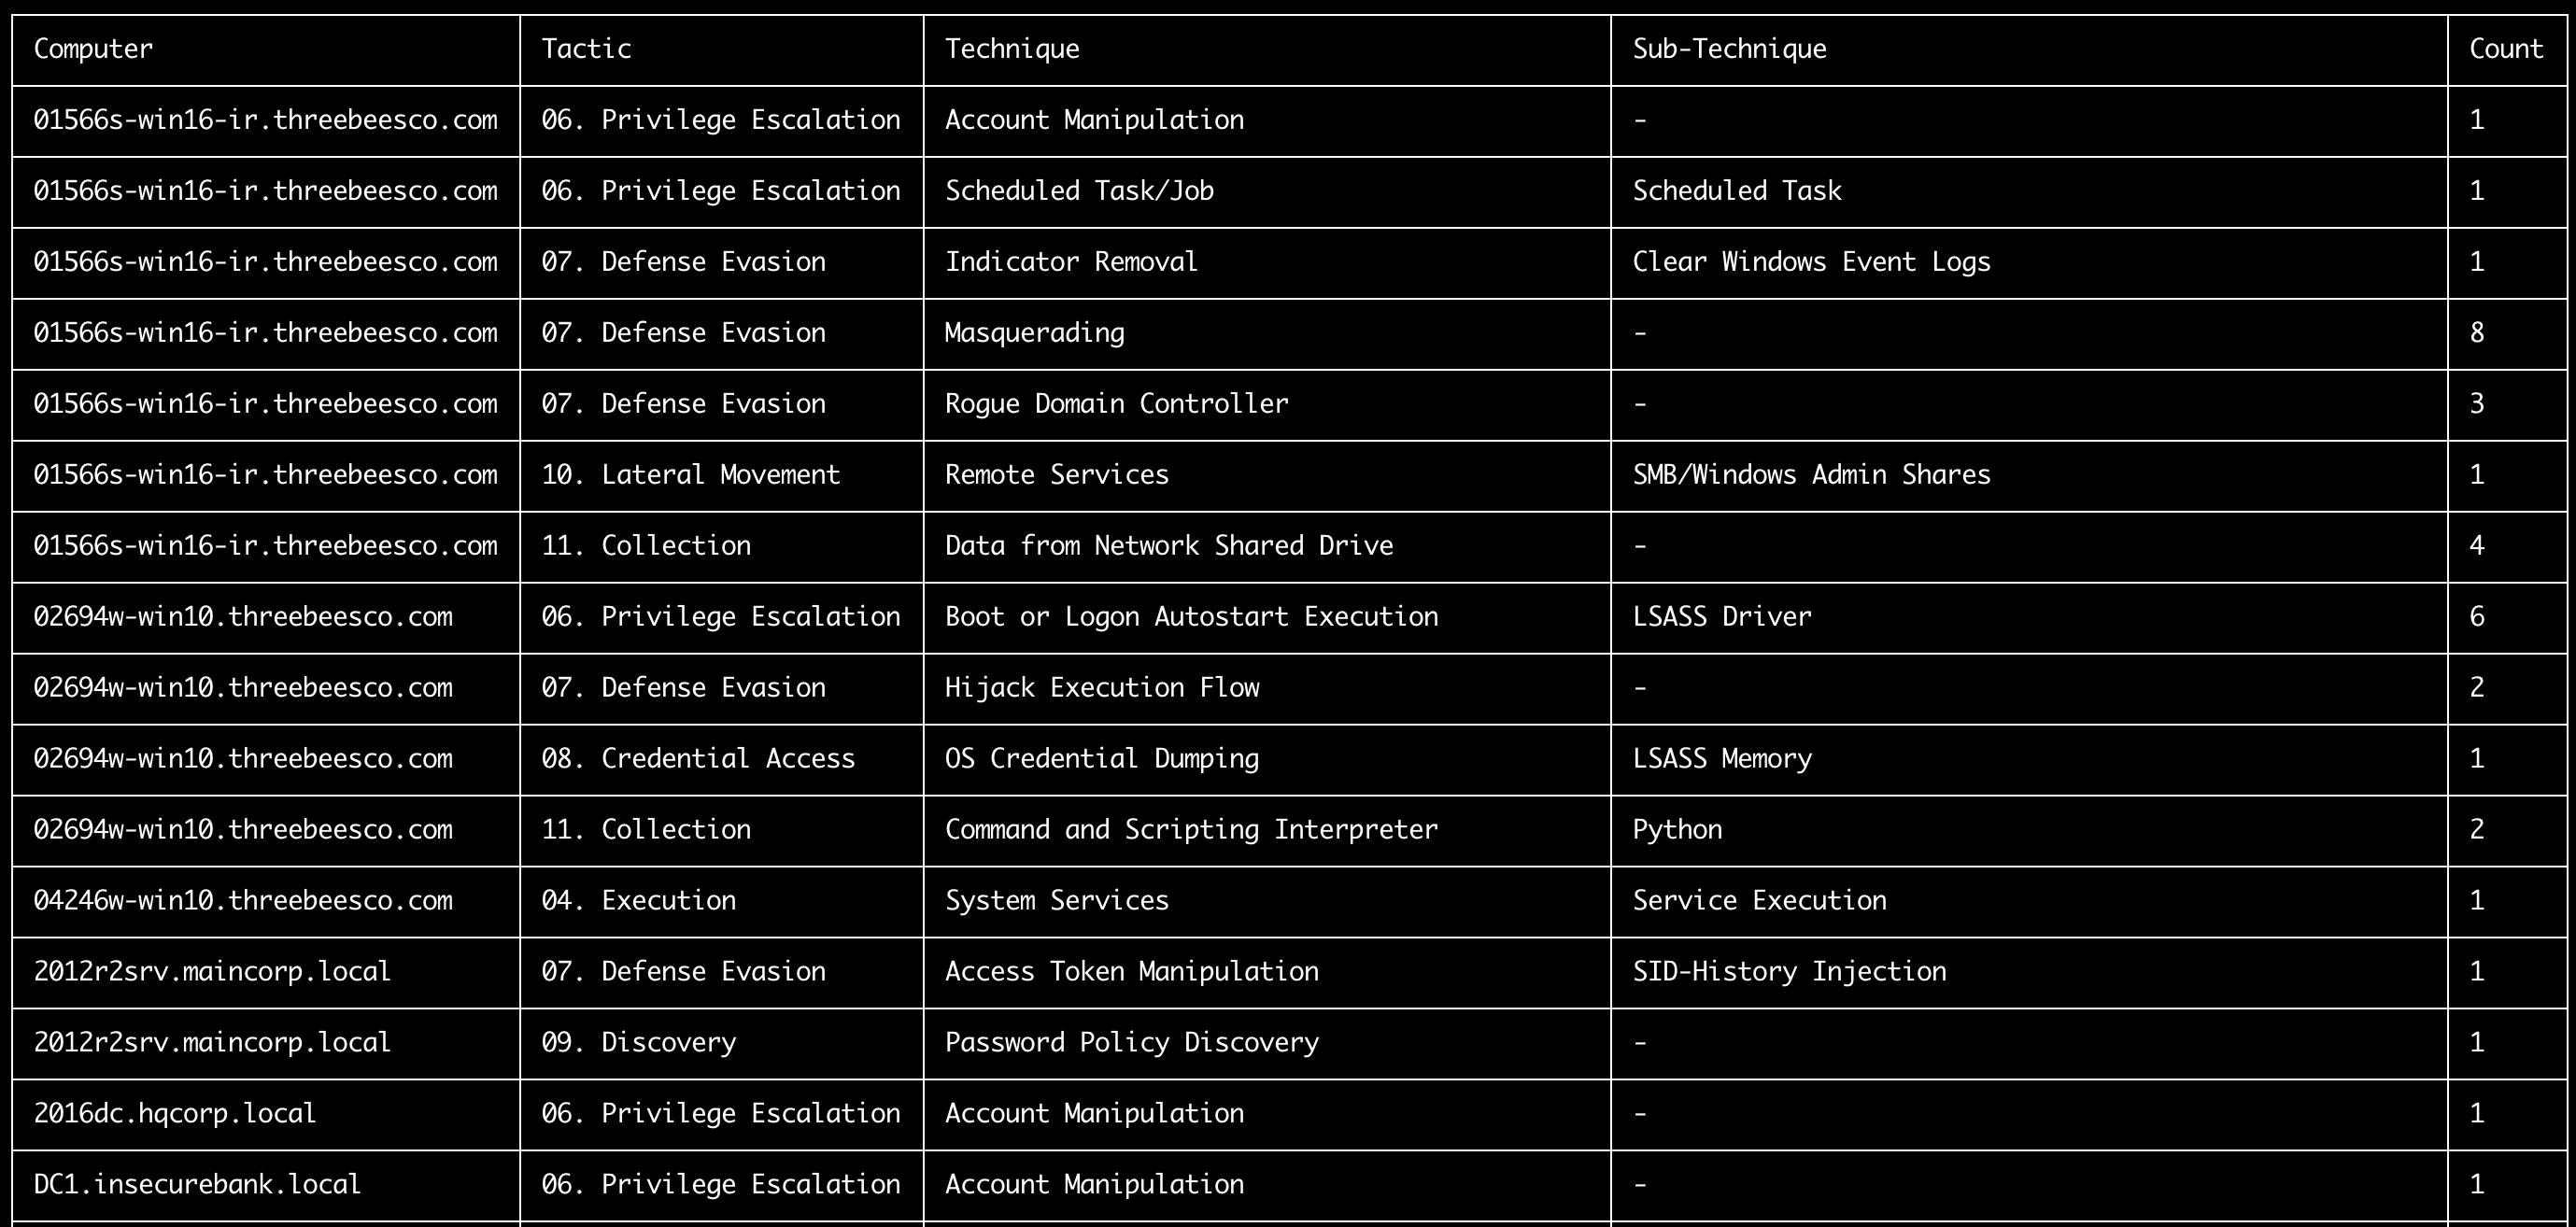 Computer Tactic Technique Sub-Technique Count
01566s-win16-ir.threebeesco.com 06. Privilege Escalation Account Manipulation - 1
01566s-win16-ir.threebeesco.com 06. Privilege Escalation Scheduled Task/Job Scheduled Task 1
01566s-win16-ir.threebeesco.com 07. Defense Evasion Indicator Removal Clear Windows Event Logs 1
01566s-win16-ir.threebeesco.com 07. Defense Evasion Masquerading - 8
01566s-win16-ir.threebeesco.com 07. Defense Evasion Rogue Domain Controller - 3
01566s-win16-ir.threebeesco.com 10. Lateral Movement Remote Services SMB/Windows Admin Shares 1
01566s-win16-ir.threebeesco.com 11. Collection Data from Network Shared Drive - 4
02694w-win10.threebeesco.com 06. Privilege Escalation Boot or Logon Autostart Execution LSASS Driver 6
02694w-win10.threebeesco.com 07. Defense Evasion Hijack Execution Flow - 2
02694w-win10.threebeesco.com 08. Credential Access OS Credential Dumping LSASS Memory 1
02694w-win10.threebeesco.com 11. Collection Command and Scripting Interpreter Python 2
04246w-win10.threebeesco.com 04. Execution System Services Service Execution 1
2012r2srv.maincorp.local 07. Defense Evasion Access Token Manipulation SID-History Injection 1
2012r2srv.maincorp.local 09. Discovery Password Policy Discovery - 1
2016dc.hqcorp.local 06. Privilege Escalation Account Manipulation - 1
DC1.insecurebank.local 06. Privilege Escalation Account Manipulation - 1